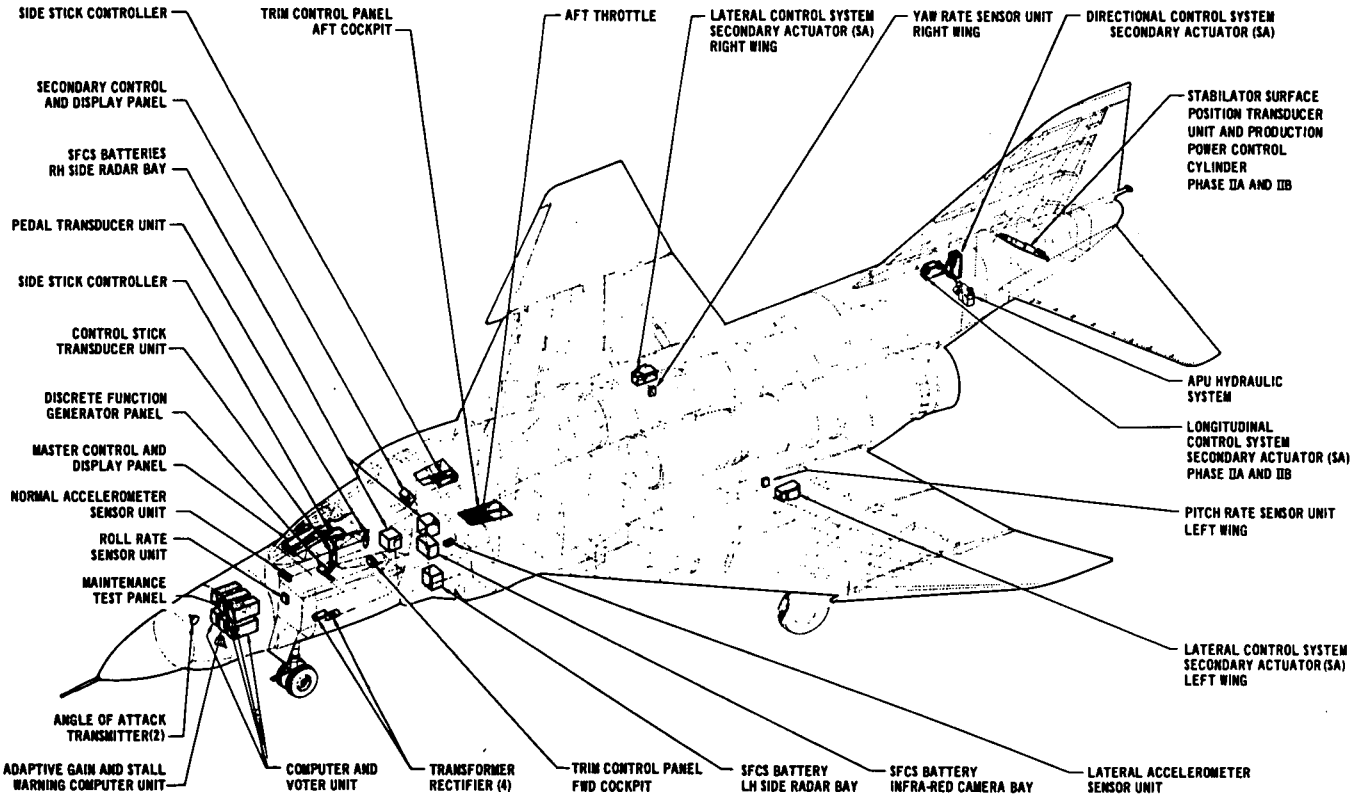 SIDE STICK CONTROLLER
TRIM CONTROL PANEL
AFT COCKPIT
AFT THROTTLE
LATERAL CONTROL SYSTEM
SECONDARY ACTUATOR (SA)
RIGHT WING
YAW RATE SENSOR UNIT
RIGHT WING
DIRECTIONAL CONTROL SYSTEM
SECONDARY ACTUATOR (SA)
SECONDARY CONTROL
AND DISPLAY PANEL
SFCS BATTERIES
RH SIDE RADAR BAY
PEDAL TRANSDUCER UNIT
SIDE STICK CONTROLLER
CONTROL STICK
TRANSDUCER UNIT
DISCRETE FUNCTION
GENERATOR PANEL
MASTER CONTROL AND
DISPLAY PANEL
NORMAL ACCELEROMETER
SENSOR UNIT
ROLL RATE
SENSOR UNIT
MAINTENANCE
TEST PANEL
STABILATOR SURFACE
POSITION TRANSDUCER
UNIT AND PRODUCTION
POWER CONTROL
CYLINDER
PHASE IIA AND IIB
APU HYDRAULIC
SYSTEM
LONGITUDINAL
CONTROL SYSTEM
SECONDARY ACTUATOR (SA)
PHASE IIA AND IIB
PITCH RATE SENSOR UNIT
LEFT WING
LATERAL CONTROL SYSTEM
SECONDARY ACTUATOR (SA)
LEFT WING
ANGLE OF ATTACK
TRANSMITTER(2)
ADAPTIVE GAIN AND STALL
WARNING COMPUTER UNIT
COMPUTER AND
VOTER UNIT
TRANSFORMER
RECTIFIER (4)
TRIM CONTROL PANEL
FWD COCKPIT
SFCS BATTERY
LH SIDE RADAR BAY
SFCS BATTERY
INFRA-RED CAMERA BAY
LATERAL ACCELEROMETER
SENSOR UNIT